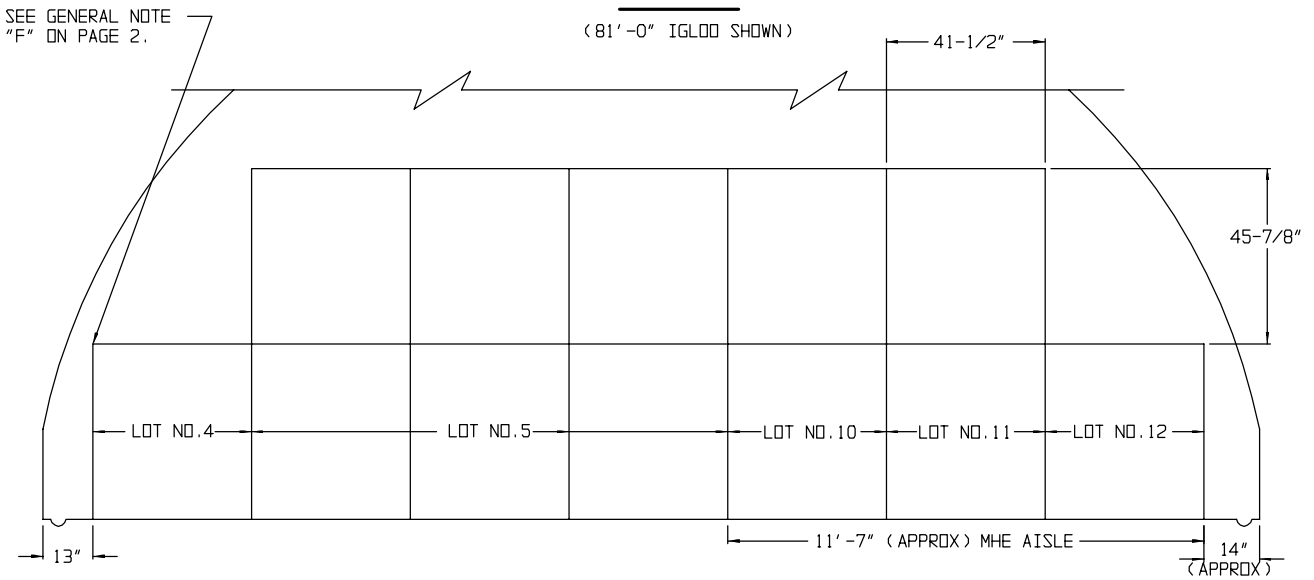 SEE GENERAL NOTE
"F" ON PAGE 2.
(81'-0" IGLOO SHOWN)
41-1/2"
45-7/8"
LOT NO.4
LOT NO.5
LOT NO.10
LOT NO.11
LOT NO.12
13"
11'-7" (APPROX) MHE AISLE
14"
(APPROX)